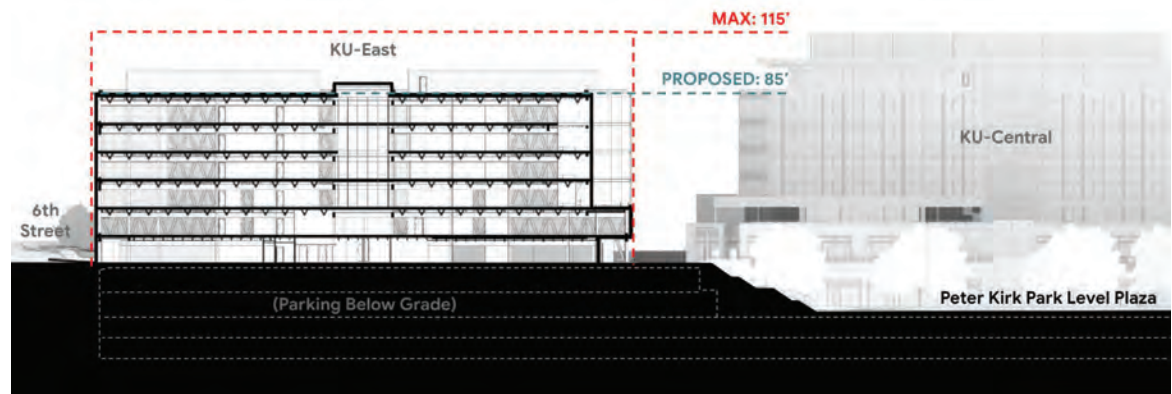 MAX: 115'
KU-East
PROPOSED: 85'
KU-Central
6th
Street
(Parking Below Grade)
Peter Kirk Park Level Plaza